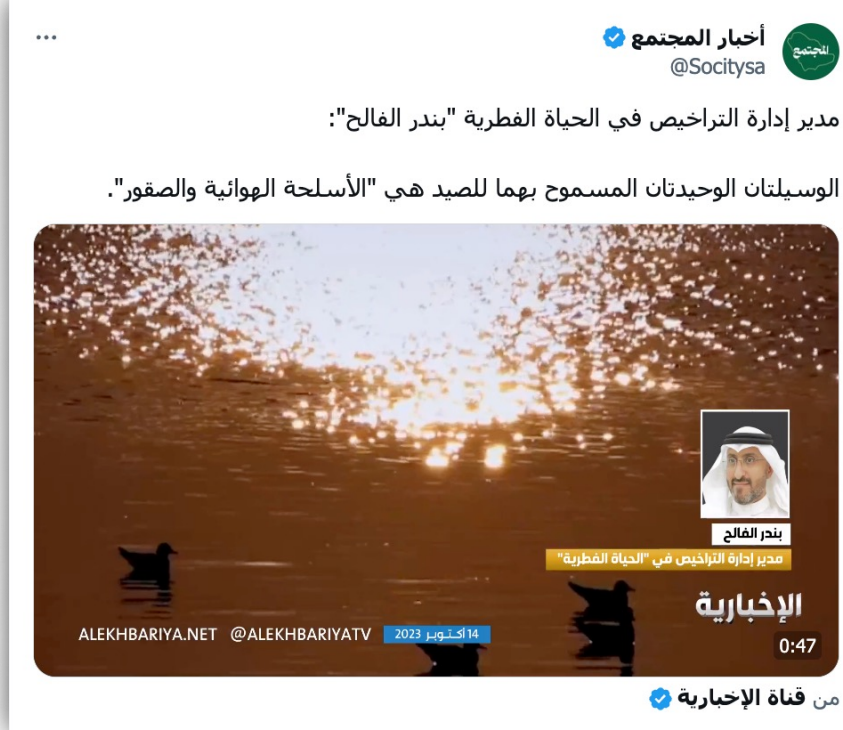 أخبار المجتمع
@Socitysa
المجتمع
مدير إدارة التراخيص في الحياة الفطرية "بندر الفالح":
الوسيلتان الوحيدتان المسموح بهما للصيد هي "الأسلحة الهوائية والصقور".
بندر الفالح
مدير إدارة التراخيص في "الحياة الفطرية"
الإخبارية
ALEKHBARIYA.NET @ALEKHBARIYATV 14 أكتوبر 2023
0:47
من قناة الإخبارية